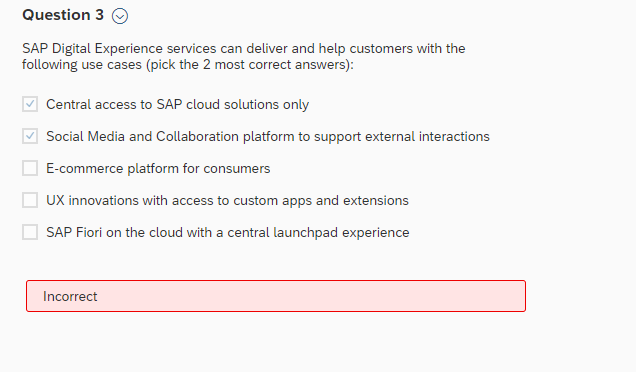 Question 3
SAP Digital Experience services can deliver and help customers with the
following use cases (pick the 2 most correct answers):
Central access to SAP cloud solutions only
Social Media and Collaboration platform to support external interactions
E-commerce platform for consumers
UX innovations with access to custom apps and extensions
SAP Fiori on the cloud with a central launchpad experience
Incorrect